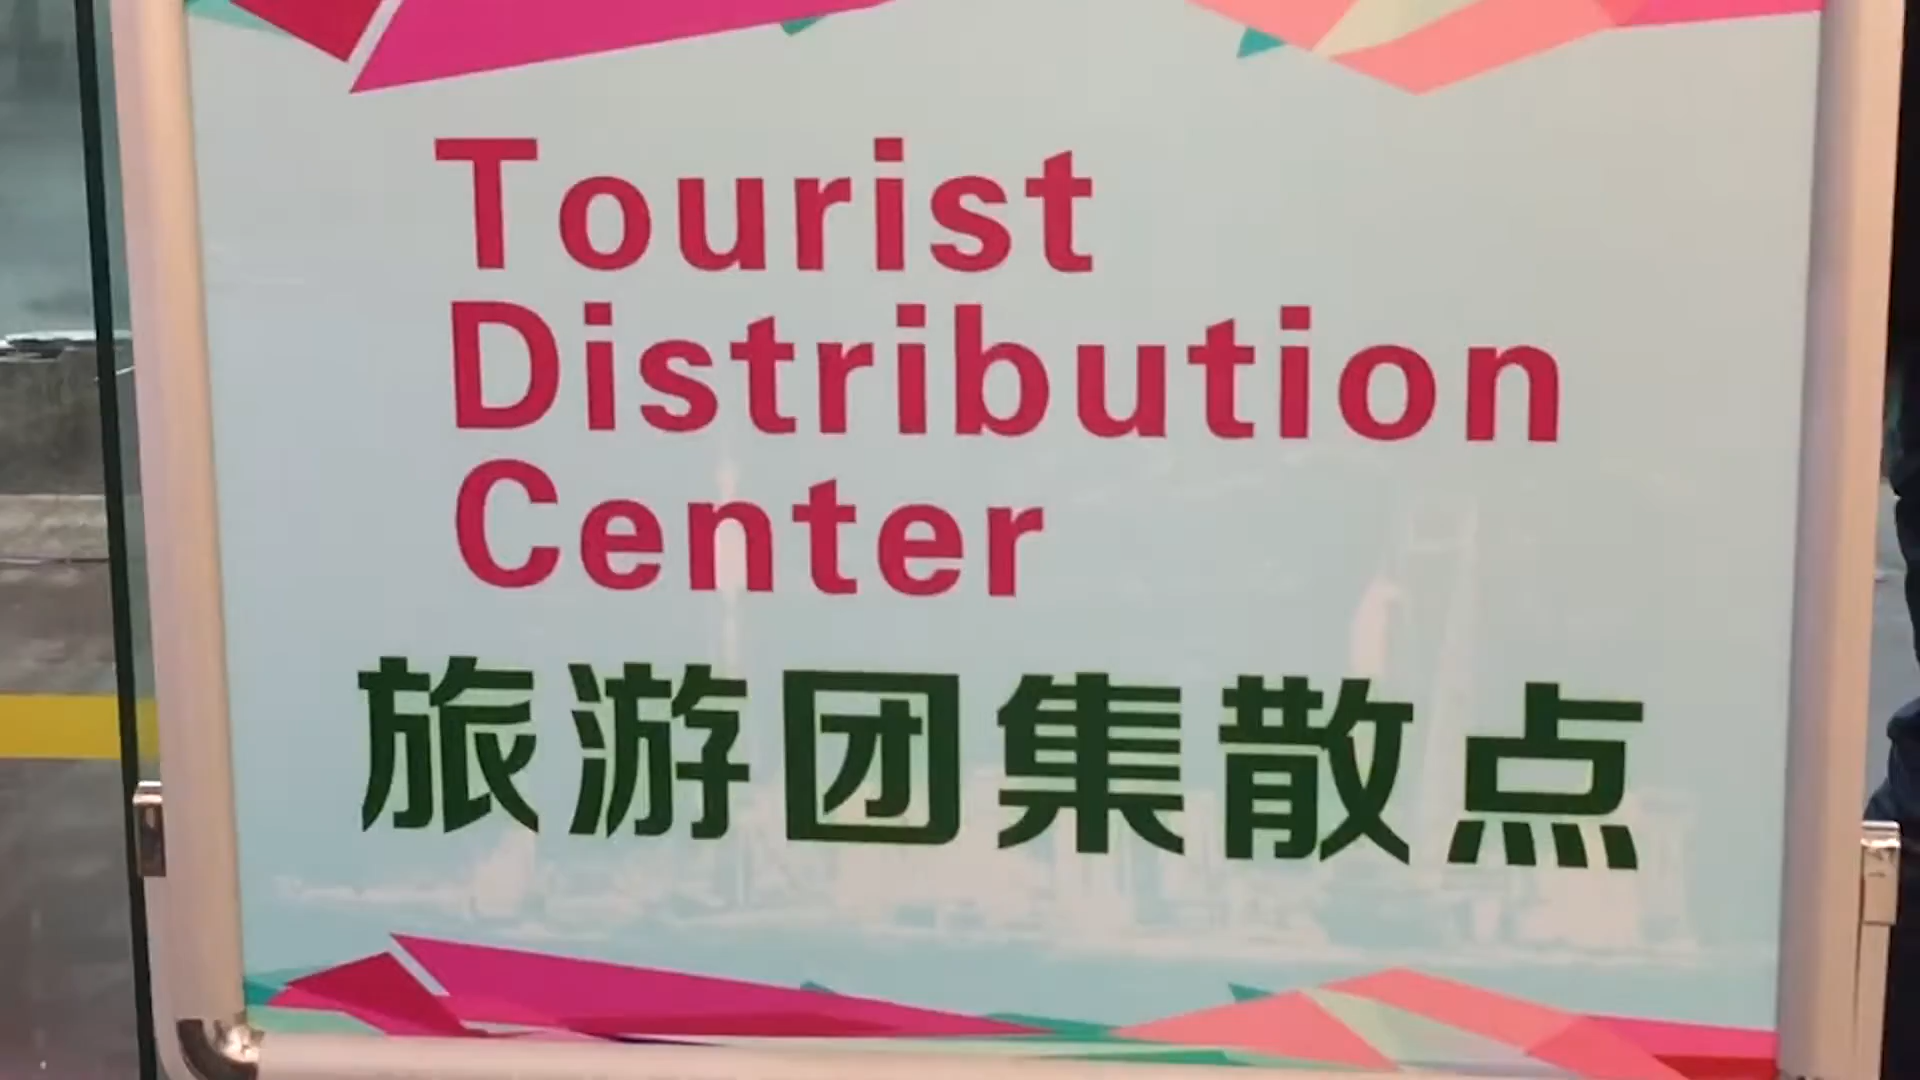 Tourist
Distribution
Center
旅游团集散点